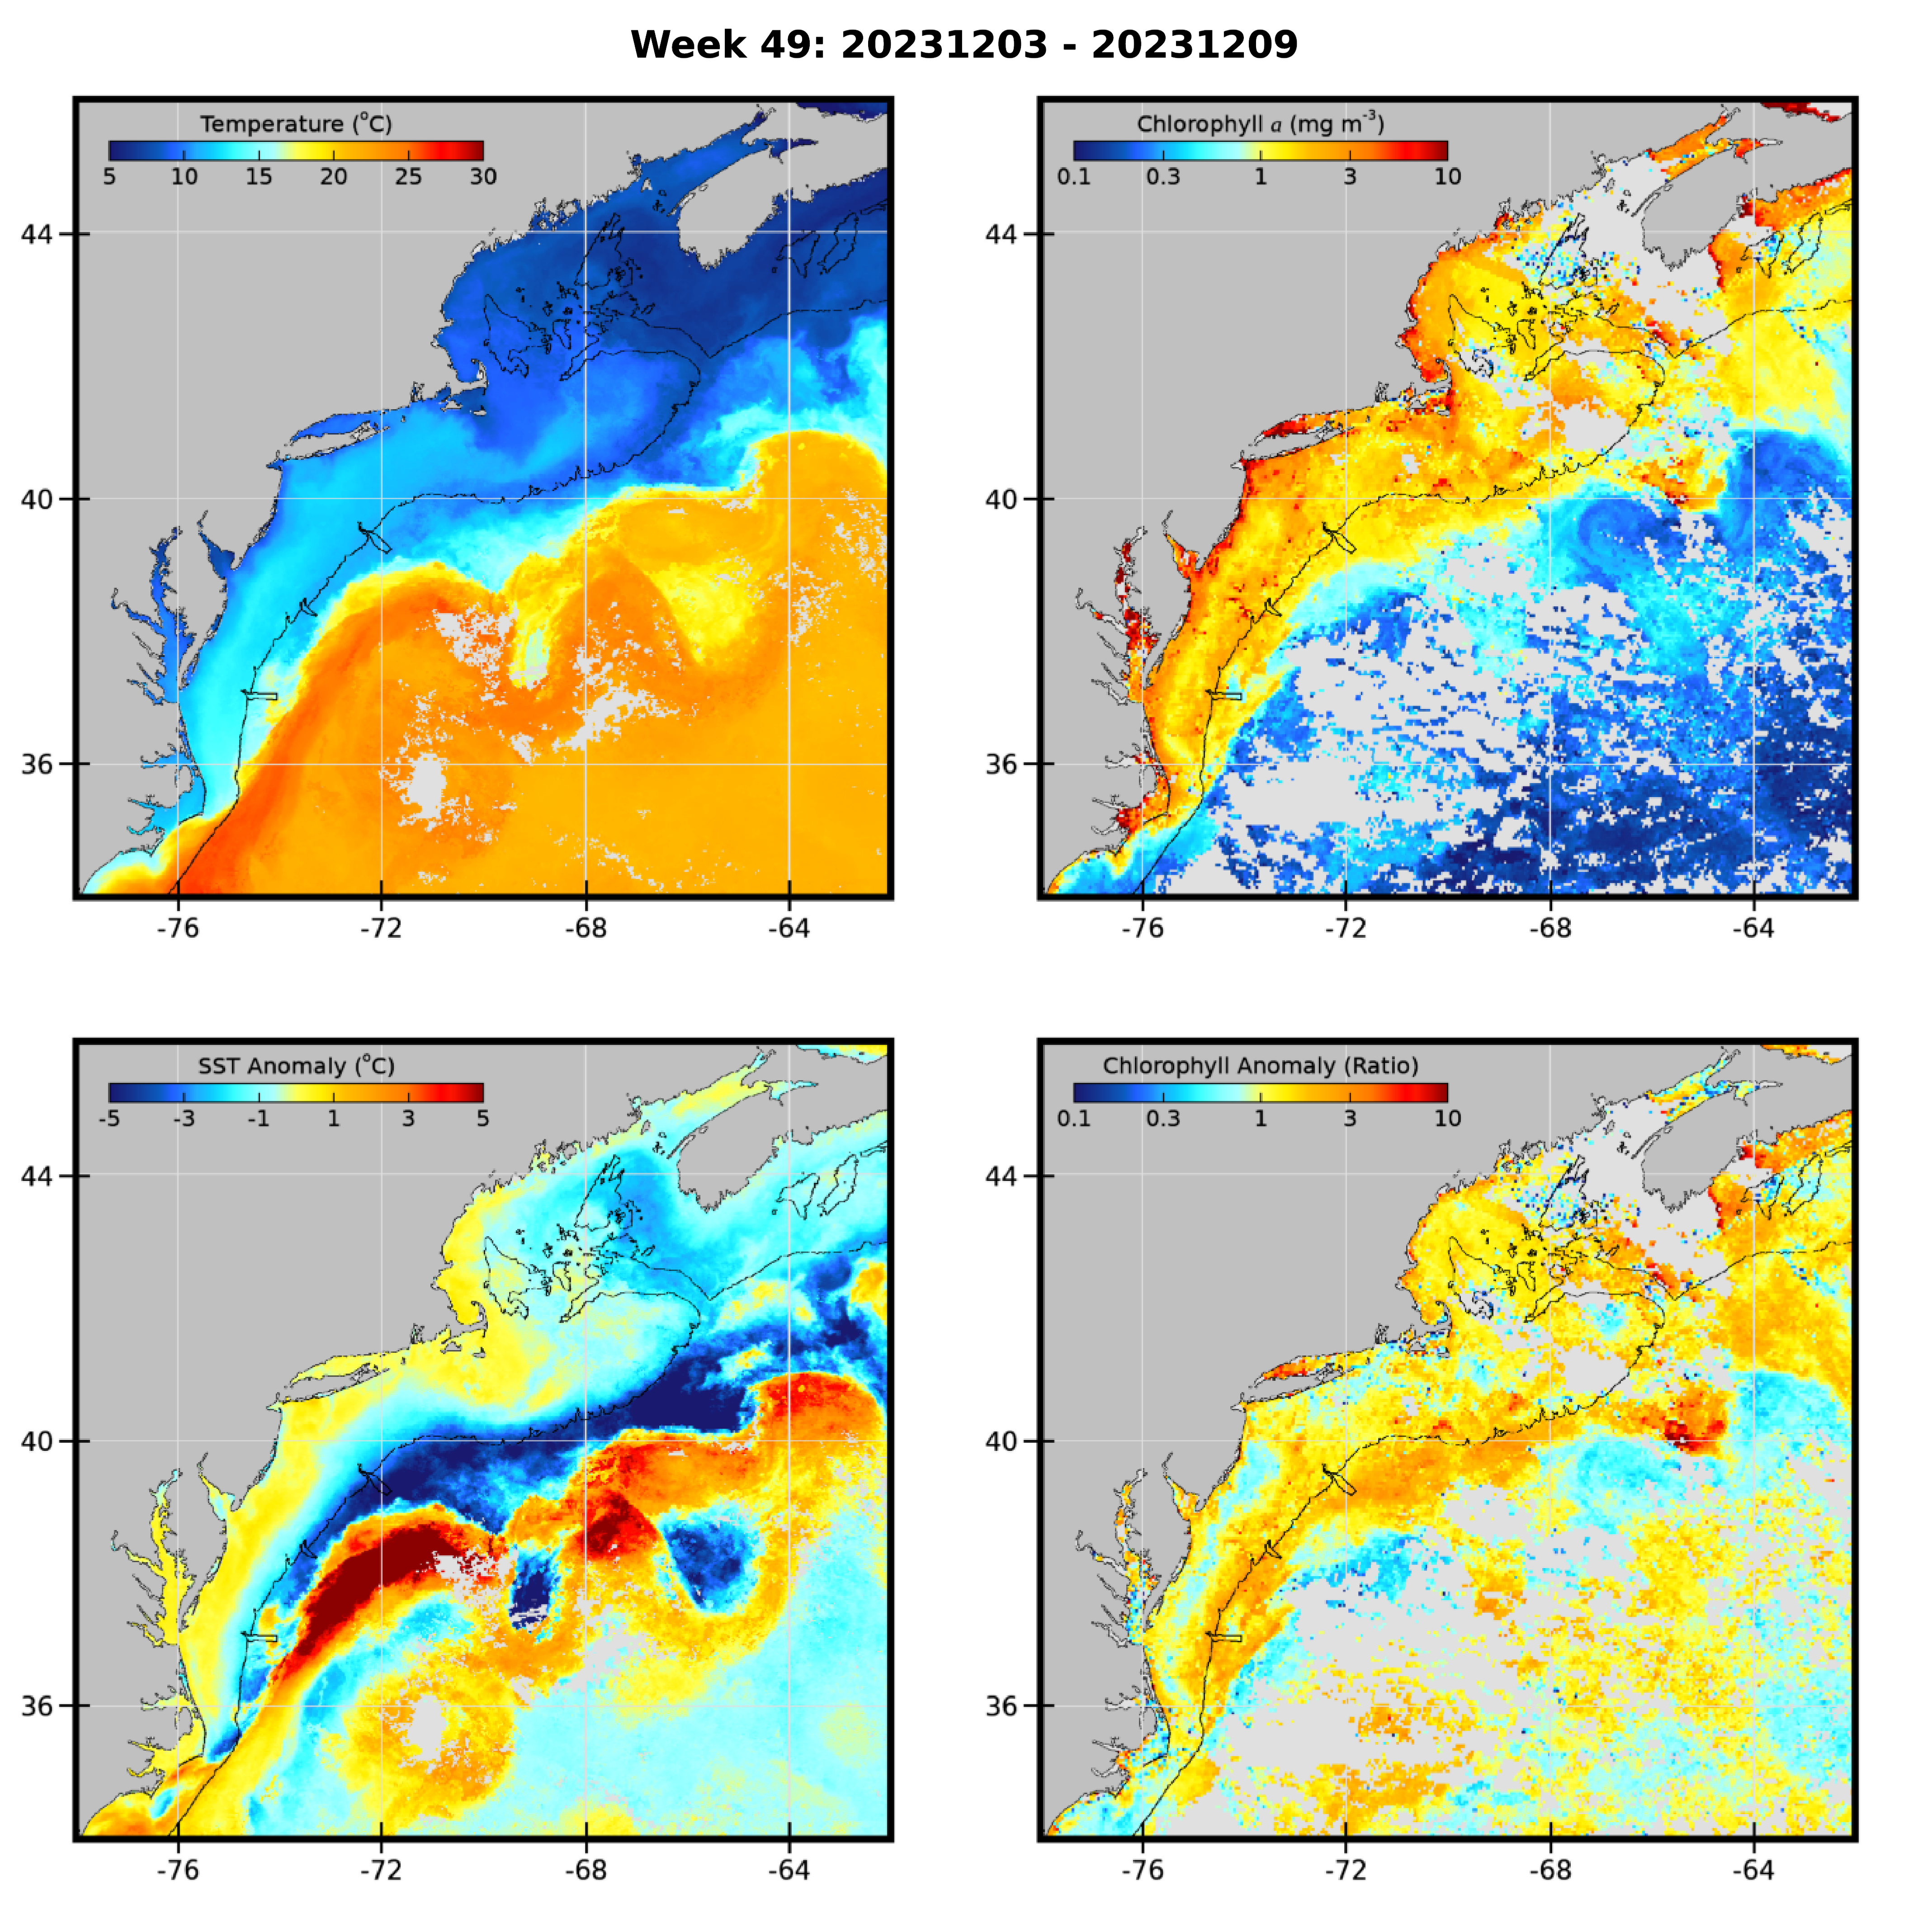 Week 49: 20231203 - 20231209
Temperature (°C)
5 10 15 20 25 30
44
40
36
-76 -72 -68 -64
Chlorophyll a (mg m⁻³)
0.1 0.3 1 3 10
44
40
36
-76 -72 -68 -64
SST Anomaly (°C)
-5 -3 -1 1 3 5
44
40
36
-76 -72 -68 -64
Chlorophyll Anomaly (Ratio)
0.1 0.3 1 3 10
44
40
36
-76 -72 -68 -64